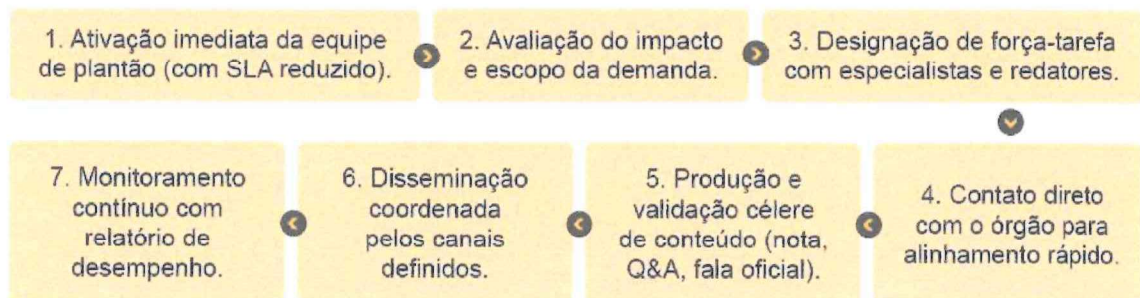 1. Ativação imediata da equipe
de plantão (com SLA reduzido).
2. Avaliação do impacto
e escopo da demanda.
3. Designação de força-tarefa
com especialistas e redatores.
4. Contato direto
com o órgão para
alinhamento rápido.
5. Produção e
validação célere
de conteúdo (nota,
Q&A, fala oficial).
6. Disseminação
coordenada
pelos canais
definidos.
7. Monitoramento
contínuo com
relatório de
desempenho.